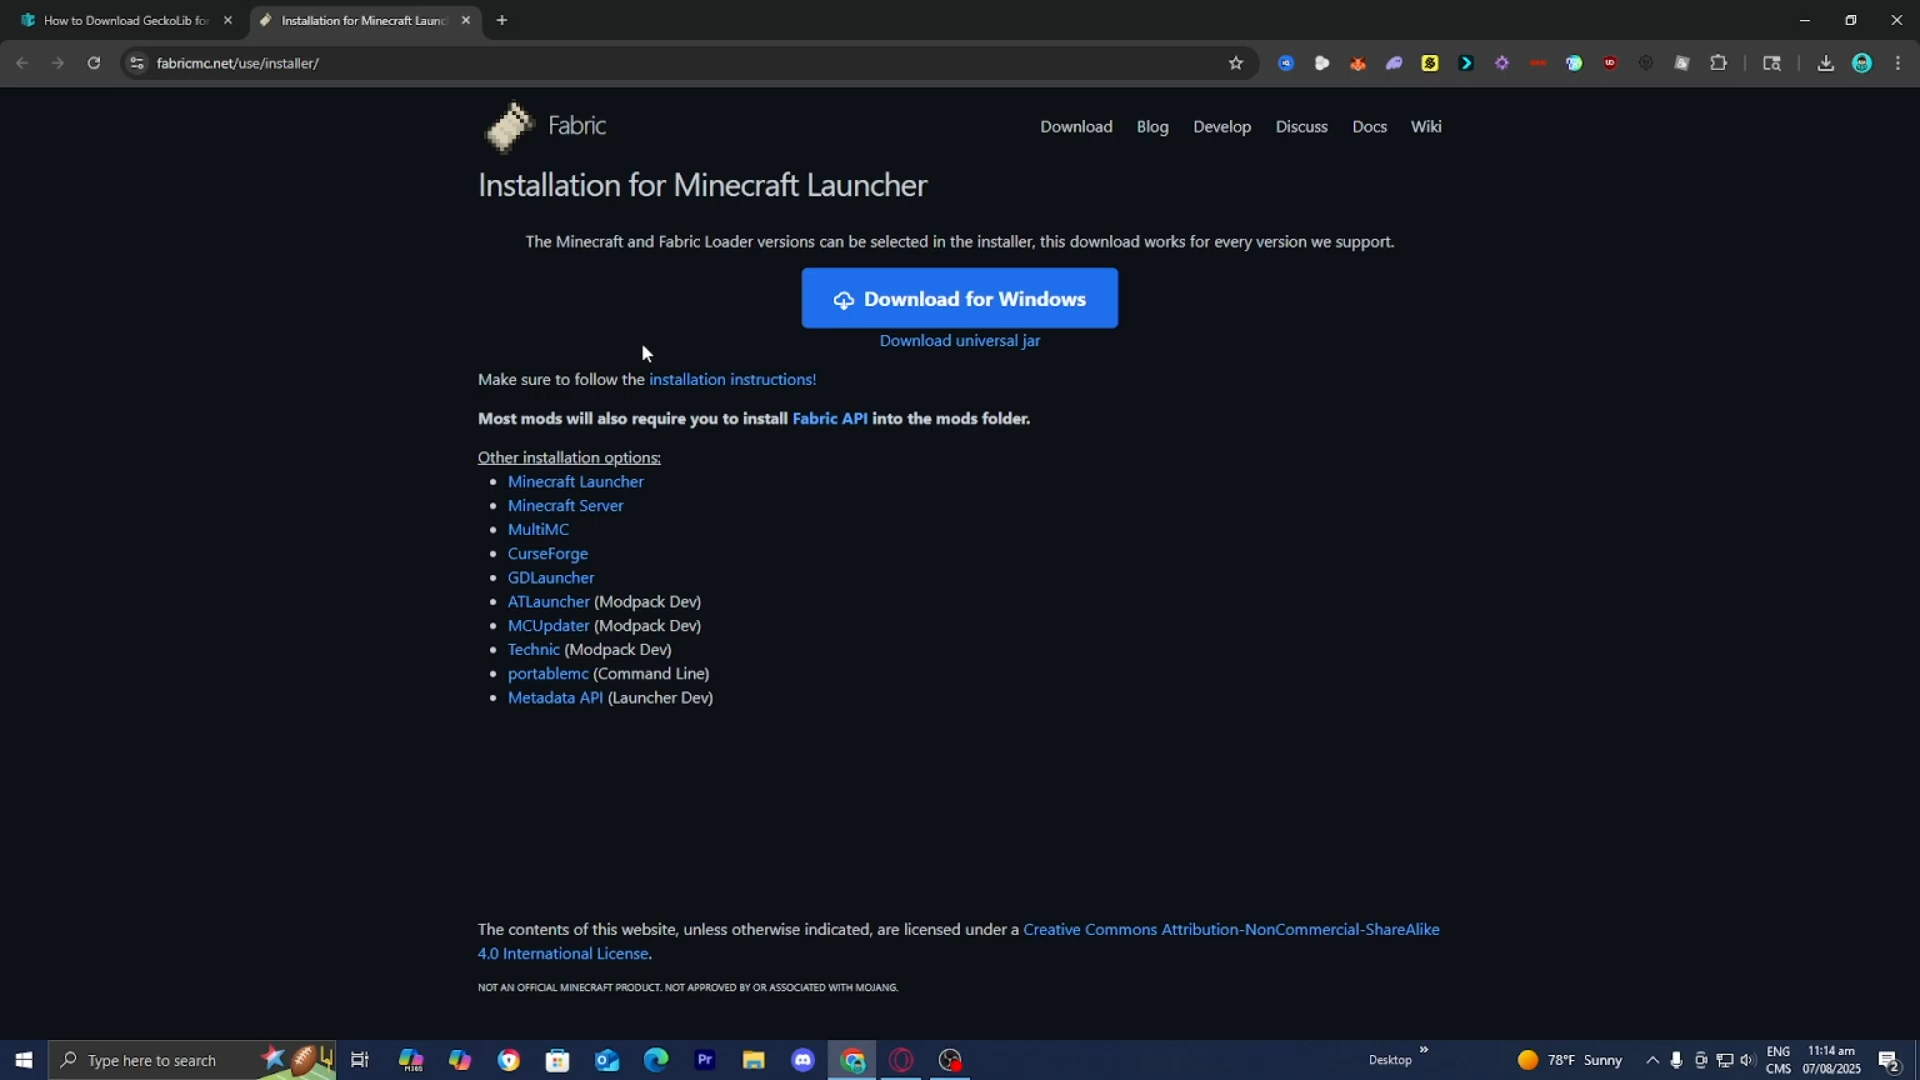 How to Download GeckoLib fo
Installation for Minecraft Launc
fabricmc.net/use/installer/
Fabric
Download
Blog
Develop
Discuss
Docs
Wiki
Installation for Minecraft Launcher
The Minecraft and Fabric Loader versions can be selected in the installer, this download works for every version we support.
Download for Windows
Download universal jar
Make sure to follow the installation instructions!
Most mods will also require you to install Fabric API into the mods folder.
Other installation options:
Minecraft Launcher
Minecraft Server
MultiMC
CurseForge
GDLauncher
ATLauncher (Modpack Dev)
MCUpdater (Modpack Dev)
Technic (Modpack Dev)
portablemc (Command Line)
Metadata API (Launcher Dev)
The contents of this website, unless otherwise indicated, are licensed under a Creative Commons Attribution-NonCommercial-ShareAlike
4.0 International License.
NOT AN OFFICIAL MINECRAFT PRODUCT. NOT APPROVED BY OR ASSOCIATED WITH MOJANG.
Type here to search
Pr
Desktop
78°F Sunny
ENG
CMS
11:14 am
07/08/2025
2